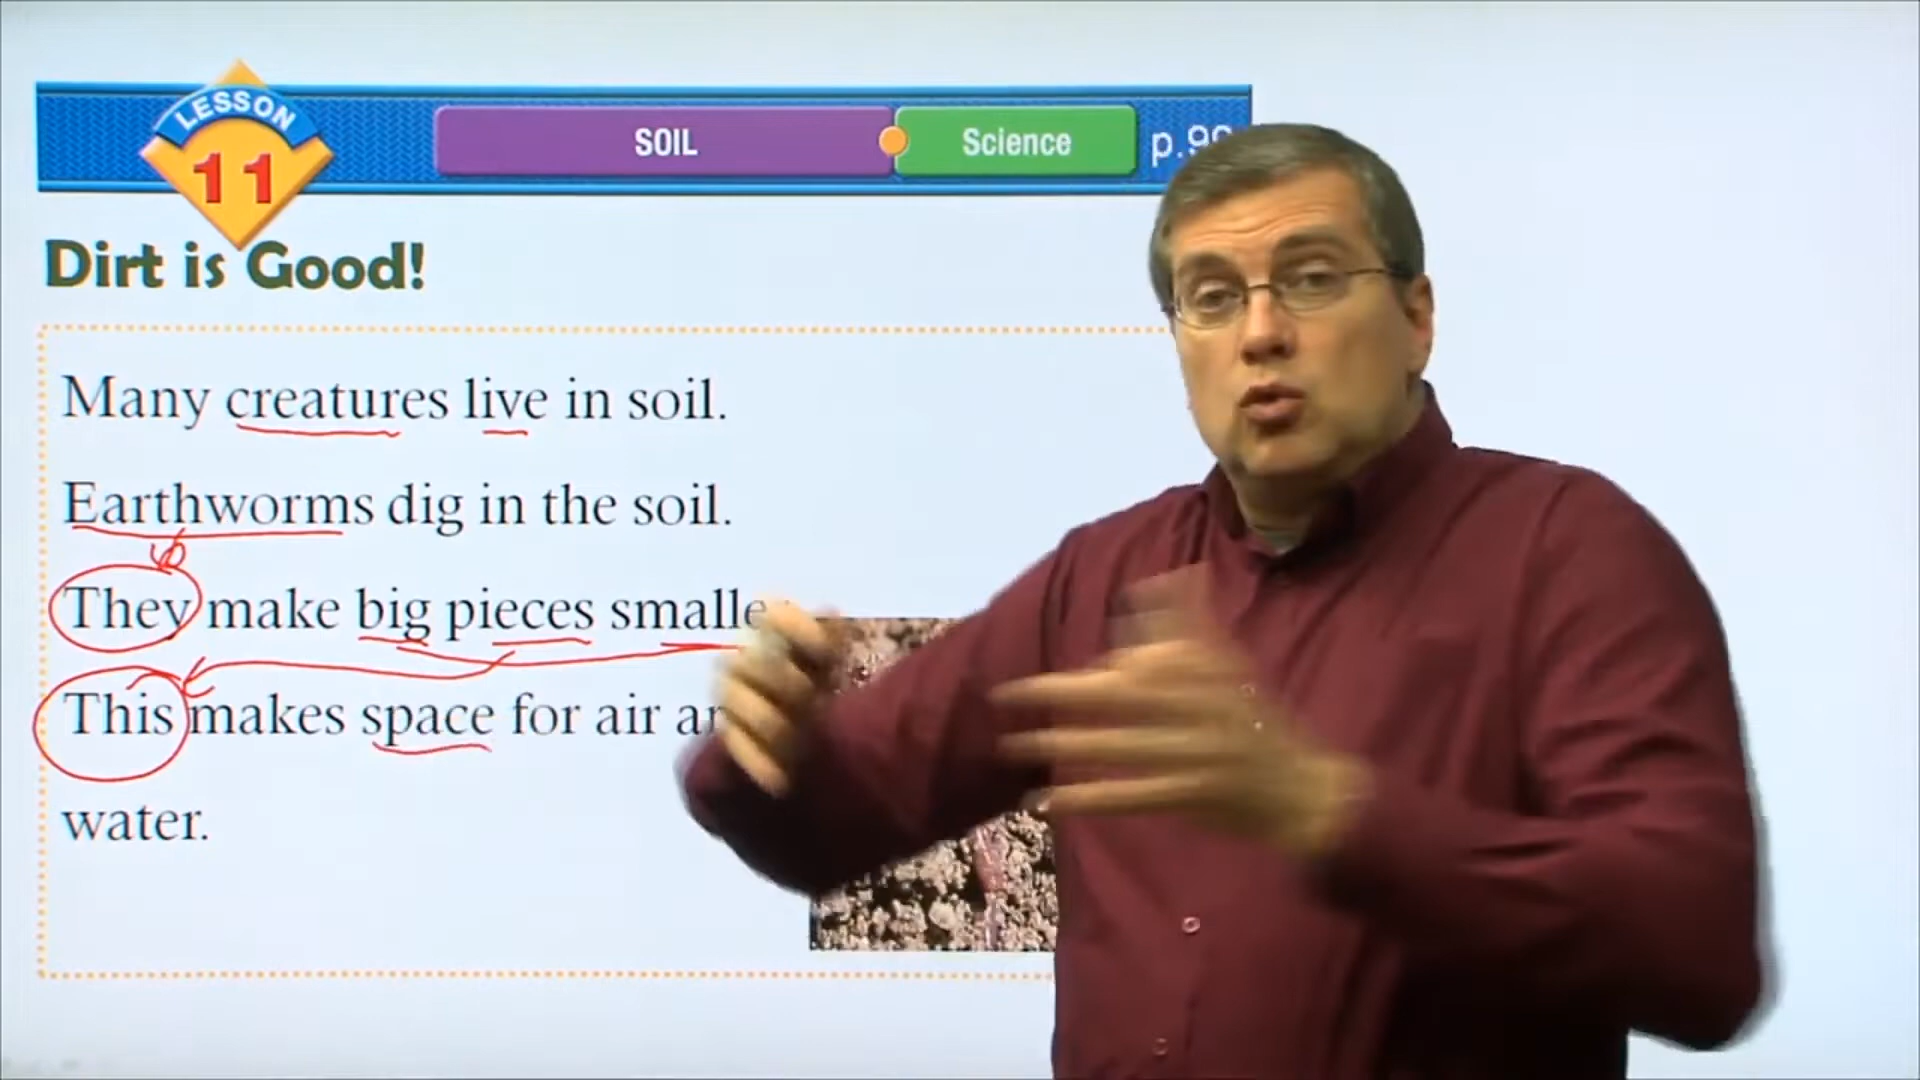 LESSON
11
SOIL
Science
Dirt is Good!
Many creatures live in soil.
Earthworms dig in the soil.
They make big pieces
This makes space for air
water.